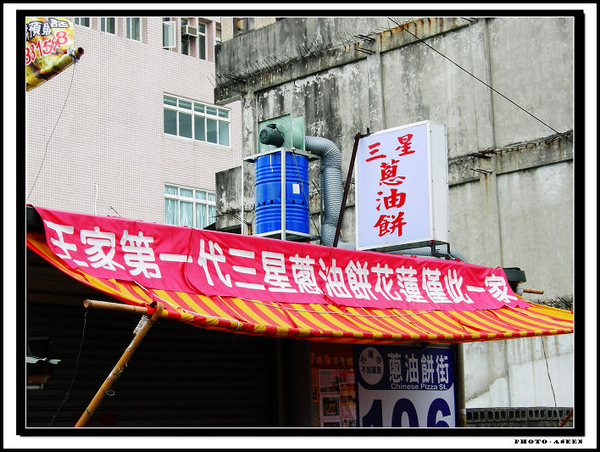 三星
蔥油餅
王家第一代三星蔥油餅花蓮僅此一家
蔥油餅街
Chinese Pizza St.
106
PHOTO-ASEEN